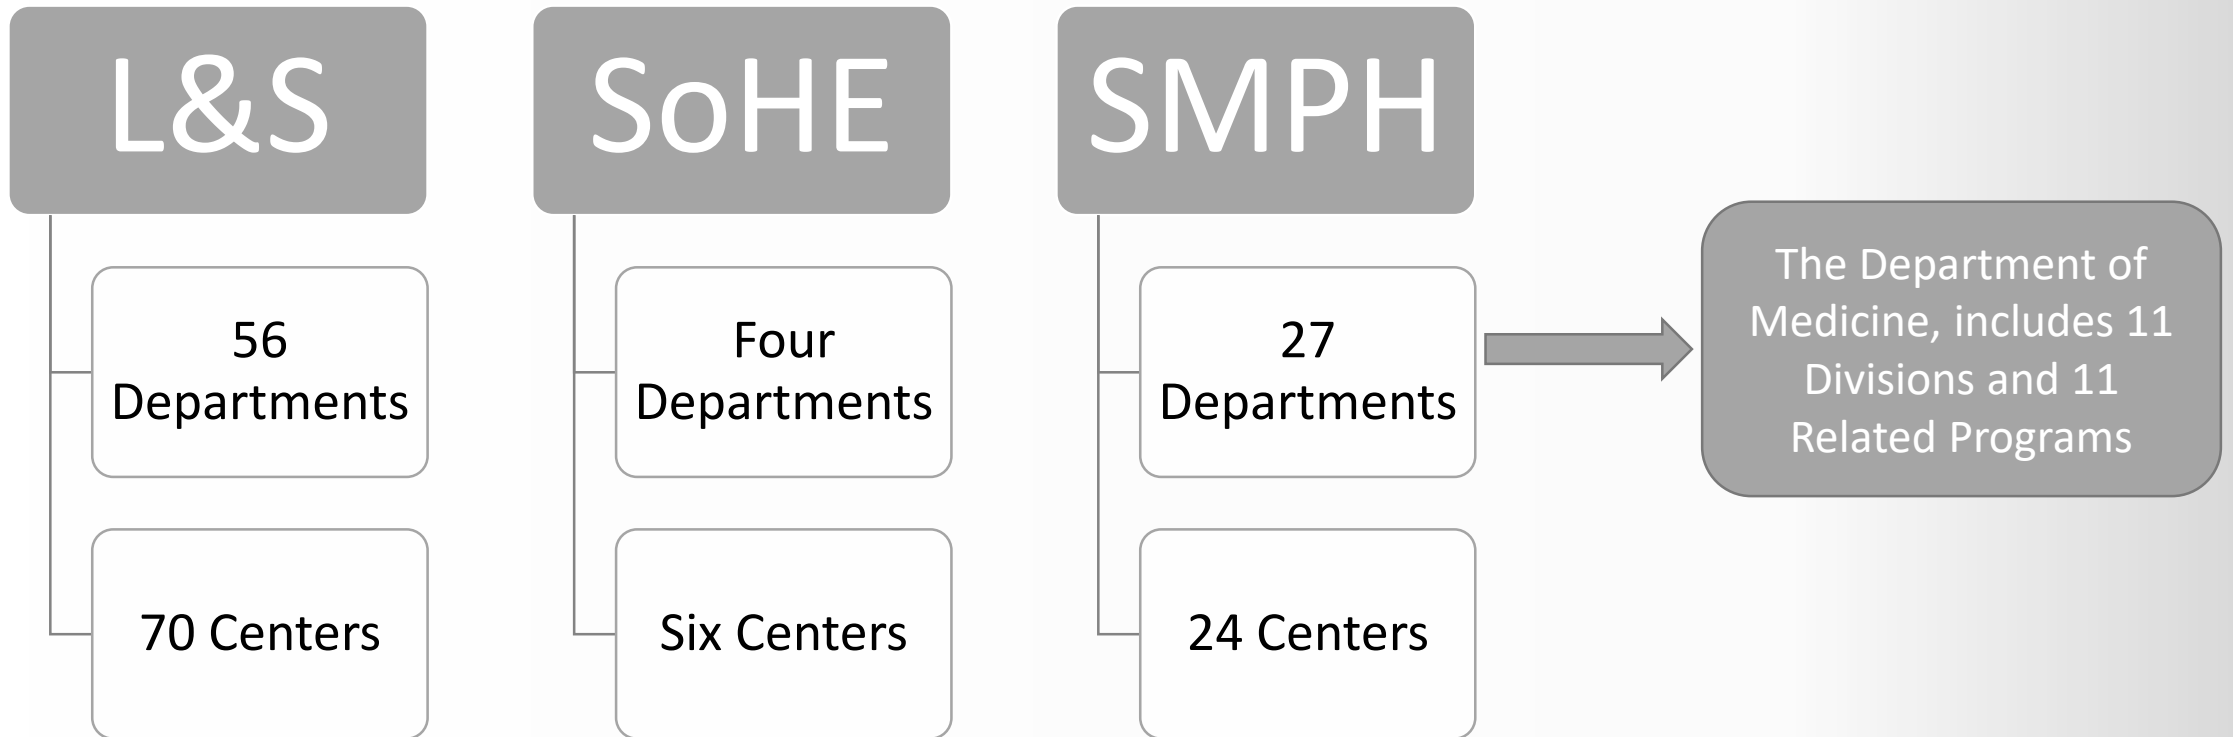 L&S
56
Departments
70 Centers
SoHE
Four
Departments
Six Centers
SMPH
27
Departments
24 Centers
The Department of
Medicine, includes 11
Divisions and 11
Related Programs